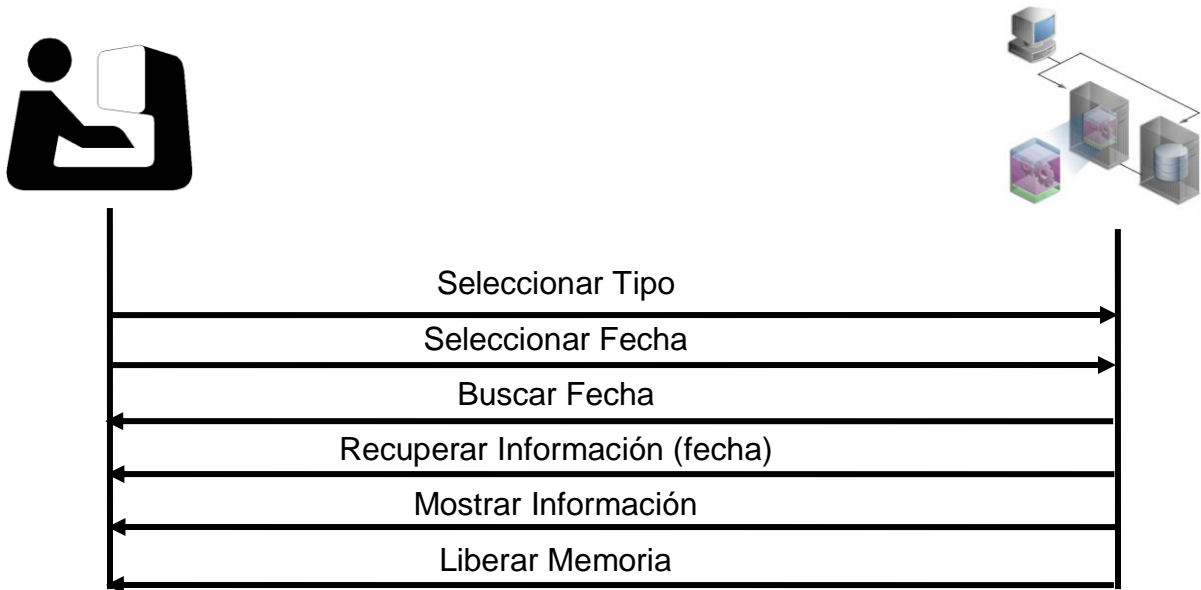 Seleccionar Tipo
Seleccionar Fecha
Buscar Fecha
Recuperar Información (fecha)
Mostrar Información
Liberar Memoria